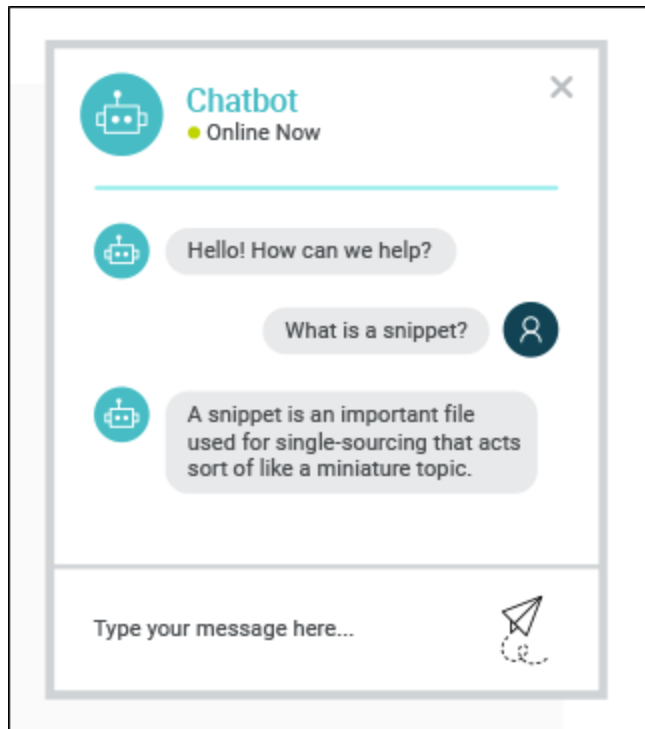 Chatbot
Online Now
Hello! How can we help?
What is a snippet?
A snippet is an important file
used for single-sourcing that acts
sort of like a miniature topic.
Type your message here...